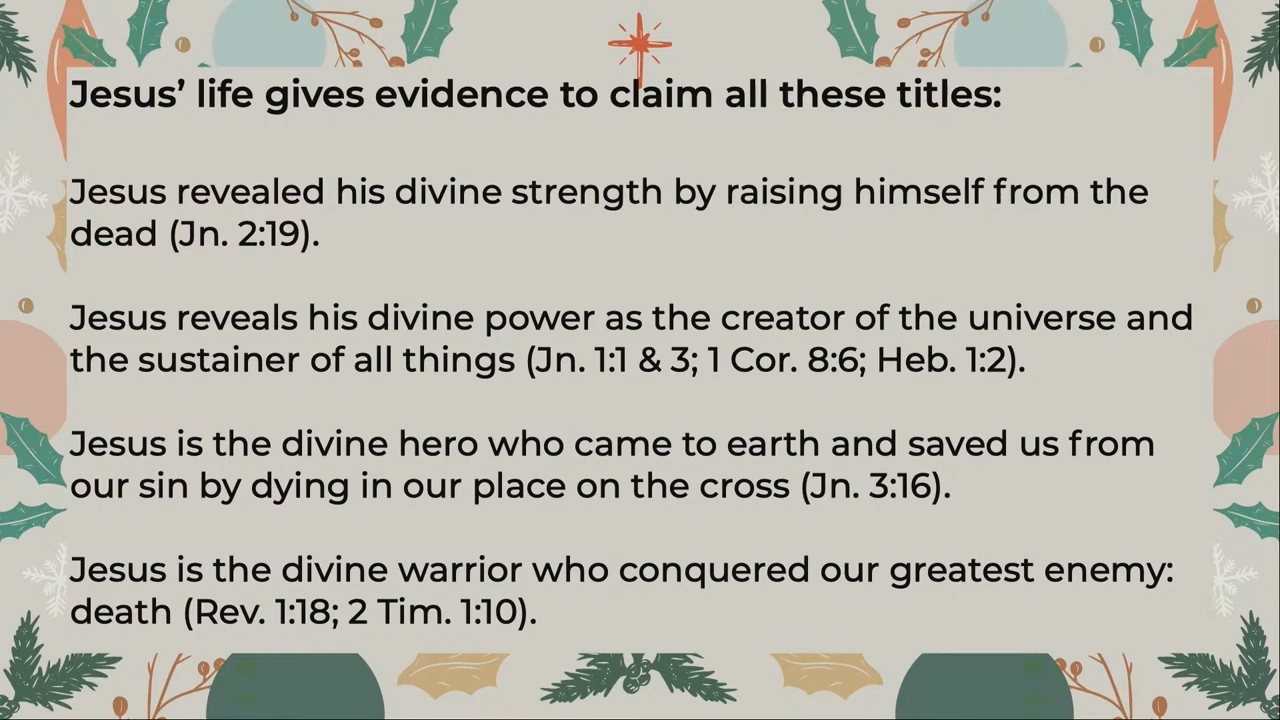 Jesus’ life gives evidence to claim all these titles:
Jesus revealed his divine strength by raising himself from the
dead (Jn. 2:19).
Jesus reveals his divine power as the creator of the universe and
the sustainer of all things (Jn. 1:1 & 3; 1 Cor. 8:6; Heb. 1:2).
Jesus is the divine hero who came to earth and saved us from
our sin by dying in our place on the cross (Jn. 3:16).
Jesus is the divine warrior who conquered our greatest enemy:
death (Rev. 1:18; 2 Tim. 1:10).